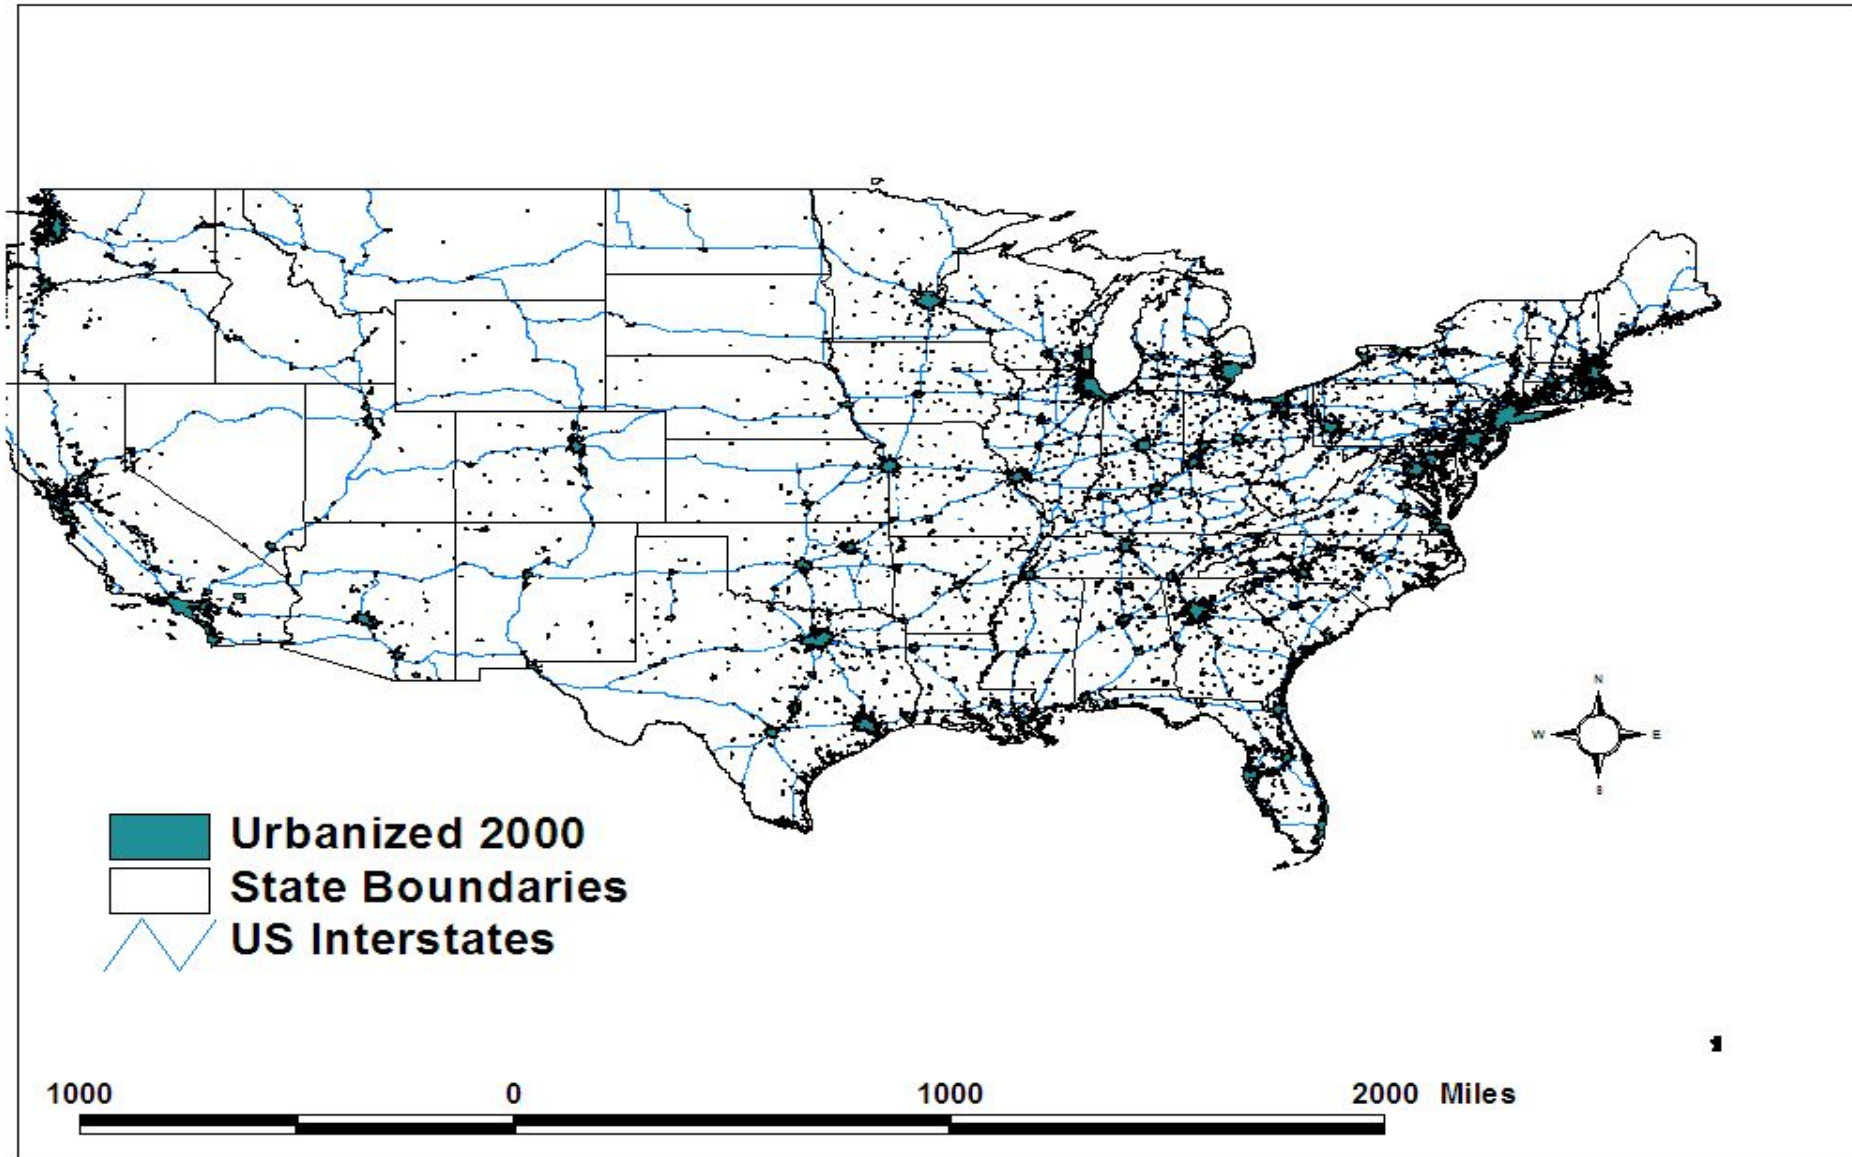 N
W E
S
Urbanized 2000
State Boundaries
US Interstates
1000 0 1000 2000 Miles